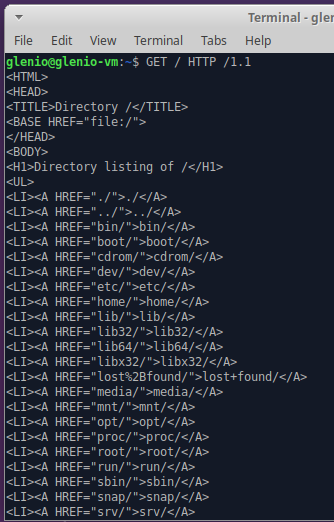 Terminal - glen
File Edit View Terminal Tabs Help
glenio@glenio-vm:~$ GET / HTTP /1.1
<HTML>
<HEAD>
<TITLE>Directory /</TITLE>
<BASE HREF="file:/">
</HEAD>
<BODY>
<H1>Directory listing of /</H1>
<UL>
<LI><A HREF="./">./</A>
<LI><A HREF="../">../</A>
<LI><A HREF="bin/">bin/</A>
<LI><A HREF="boot/">boot/</A>
<LI><A HREF="cdrom/">cdrom/</A>
<LI><A HREF="dev/">dev/</A>
<LI><A HREF="etc/">etc/</A>
<LI><A HREF="home/">home/</A>
<LI><A HREF="lib/">lib/</A>
<LI><A HREF="lib32/">lib32/</A>
<LI><A HREF="lib64/">lib64/</A>
<LI><A HREF="libx32/">libx32/</A>
<LI><A HREF="lost%2Bfound/">lost+found/</A>
<LI><A HREF="media/">media/</A>
<LI><A HREF="mnt/">mnt/</A>
<LI><A HREF="opt/">opt/</A>
<LI><A HREF="proc/">proc/</A>
<LI><A HREF="root/">root/</A>
<LI><A HREF="run/">run/</A>
<LI><A HREF="sbin/">sbin/</A>
<LI><A HREF="snap/">snap/</A>
<LI><A HREF="srv/">srv/</A>